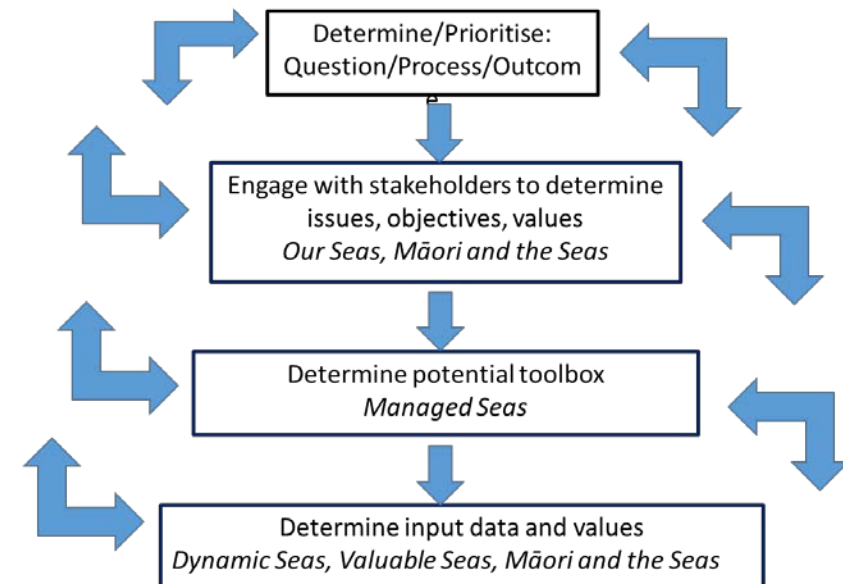 Determine/Prioritise:
Question/Process/Outcom
e
Engage with stakeholders to determine
issues, objectives, values
Our Seas, Māori and the Seas
Determine potential toolbox
Managed Seas
Determine input data and values
Dynamic Seas, Valuable Seas, Māori and the Seas